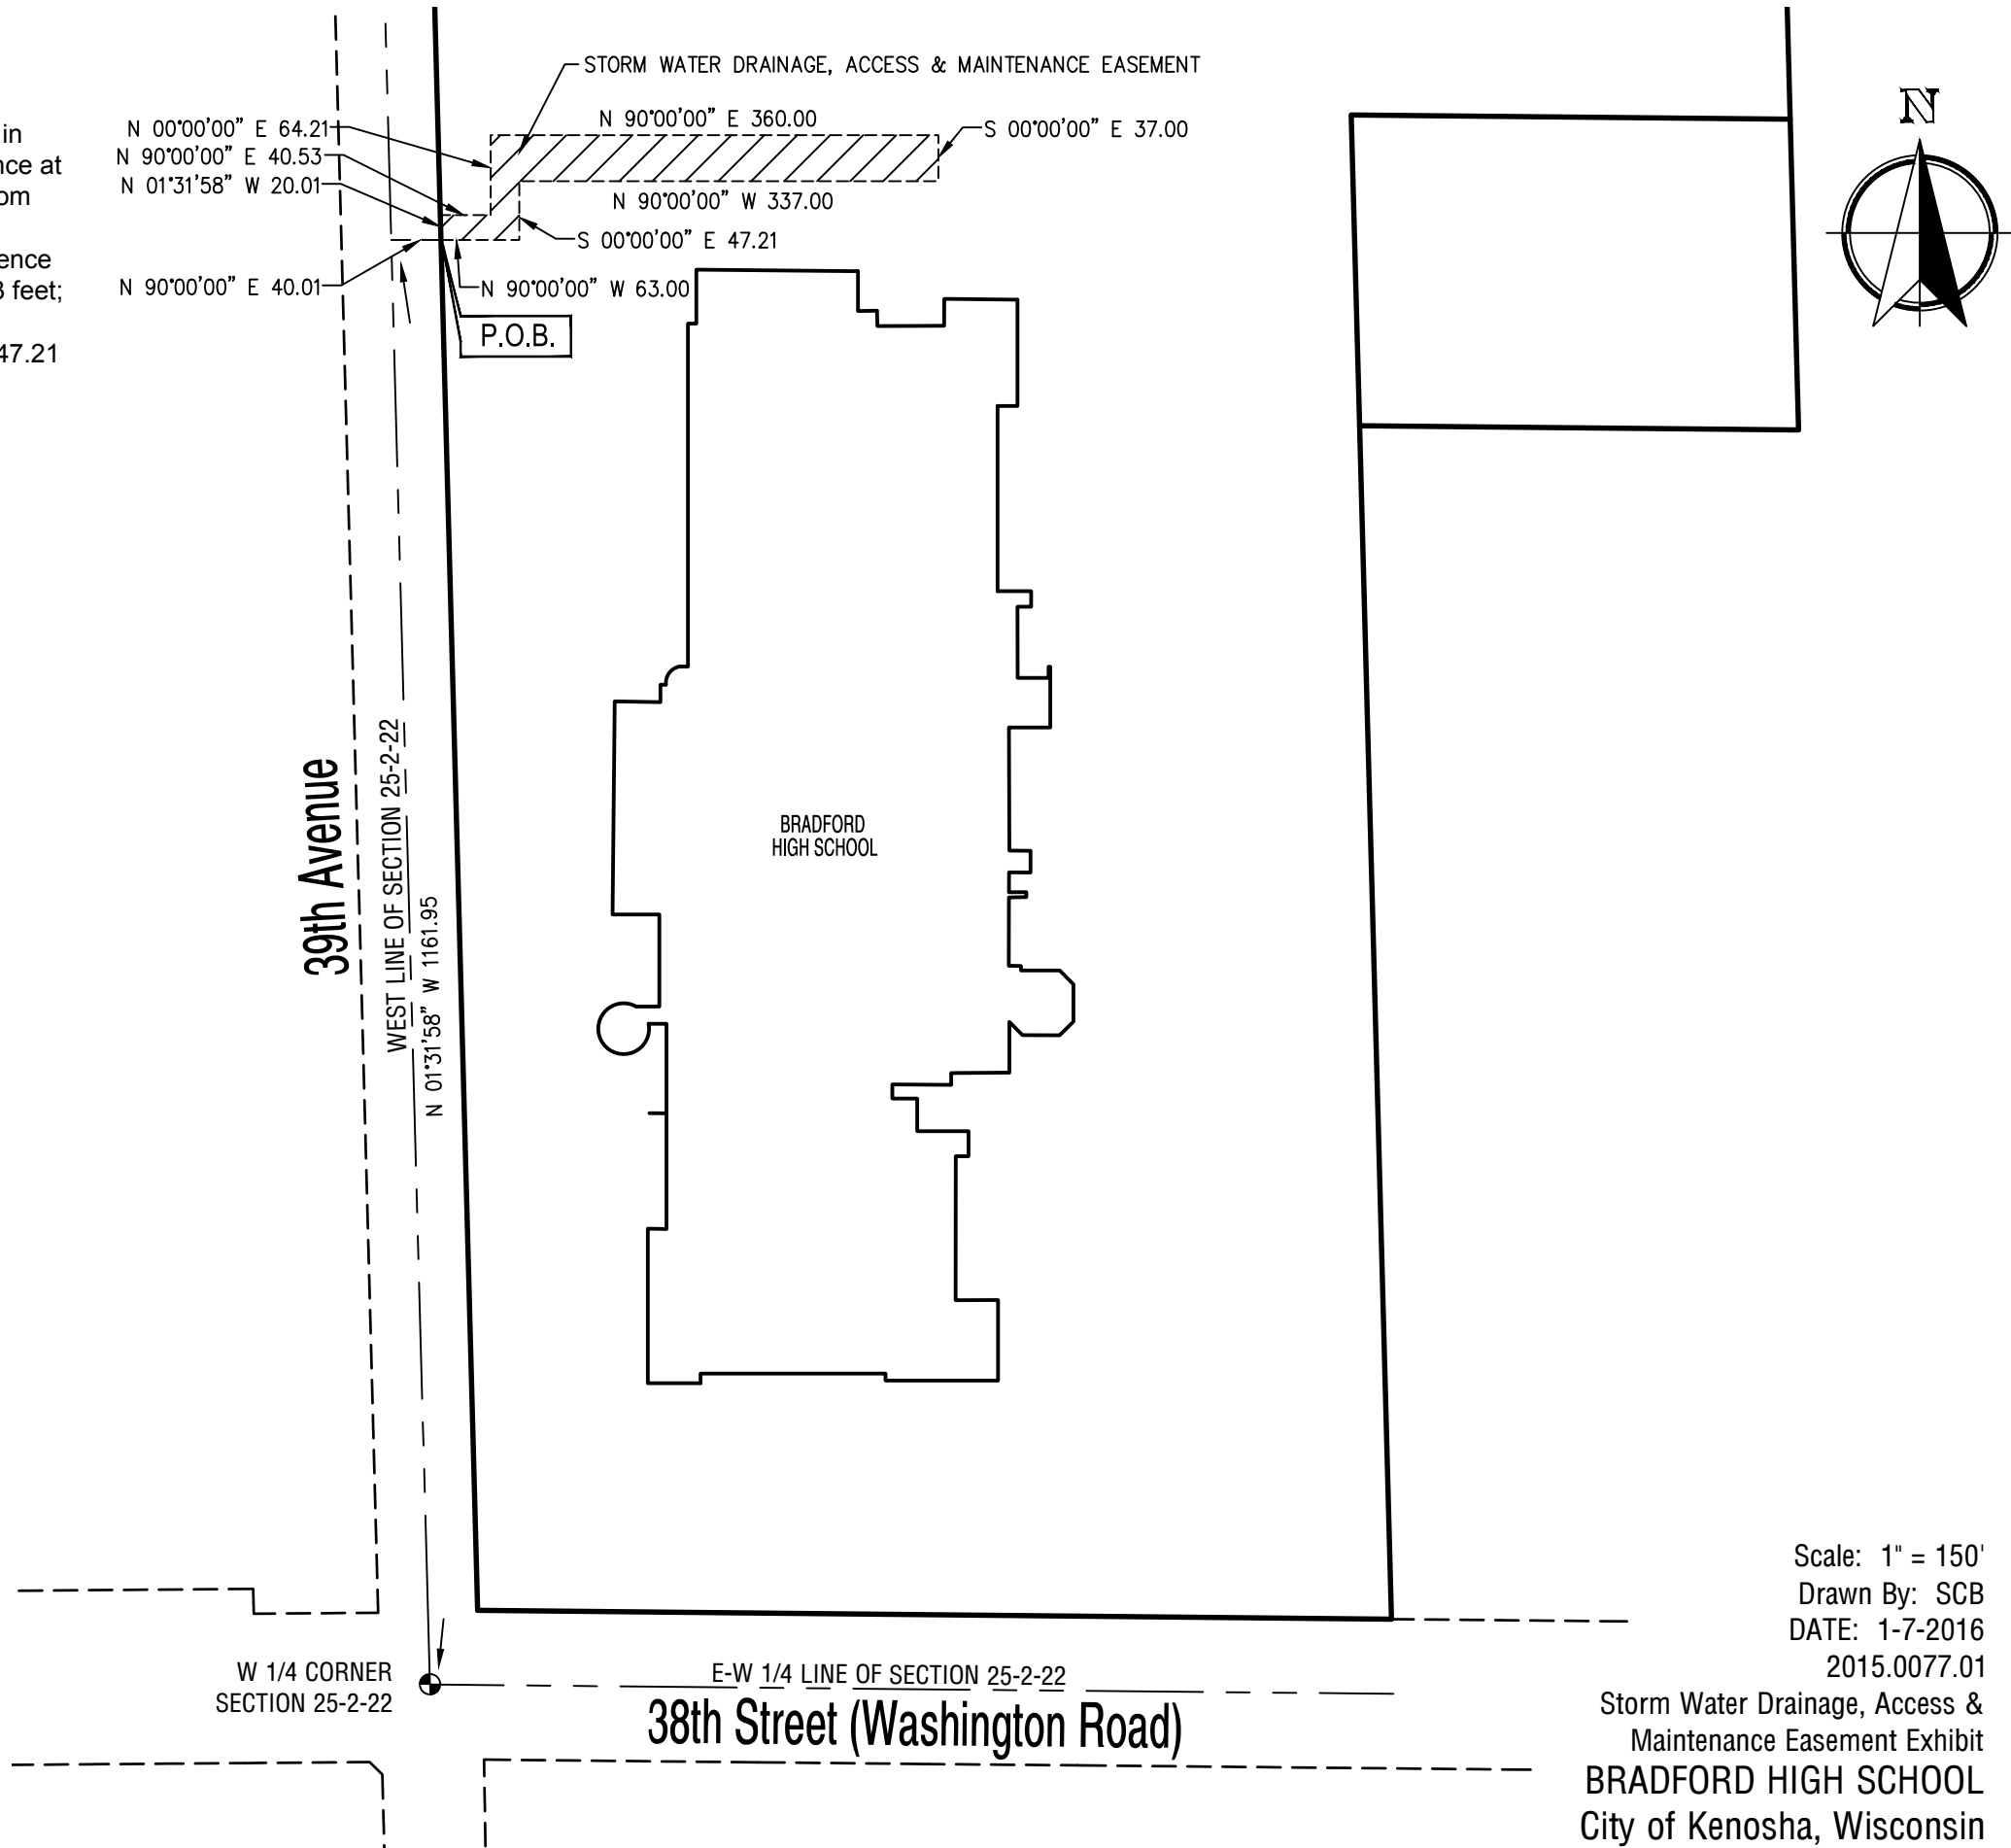 in
nce at
om
ence
3 feet;
47.21
STORM WATER DRAINAGE, ACCESS & MAINTENANCE EASEMENT
N 00°00'00" E 64.21
N 90°00'00" E 40.53
N 01°31'58" W 20.01
N 90°00'00" E 40.01
N 90°00'00" E 360.00
S 00°00'00" E 37.00
N 90°00'00" W 337.00
S 00°00'00" E 47.21
N 90°00'00" W 63.00
P.O.B.
N
39th Avenue
WEST LINE OF SECTION 25-2-22
N 01°31'58" W 1161.95
BRADFORD
HIGH SCHOOL
W 1/4 CORNER
SECTION 25-2-22
E-W 1/4 LINE OF SECTION 25-2-22
38th Street (Washington Road)
Scale: 1" = 150'
Drawn By: SCB
DATE: 1-7-2016
2015.0077.01
Storm Water Drainage, Access &
Maintenance Easement Exhibit
BRADFORD HIGH SCHOOL
City of Kenosha, Wisconsin